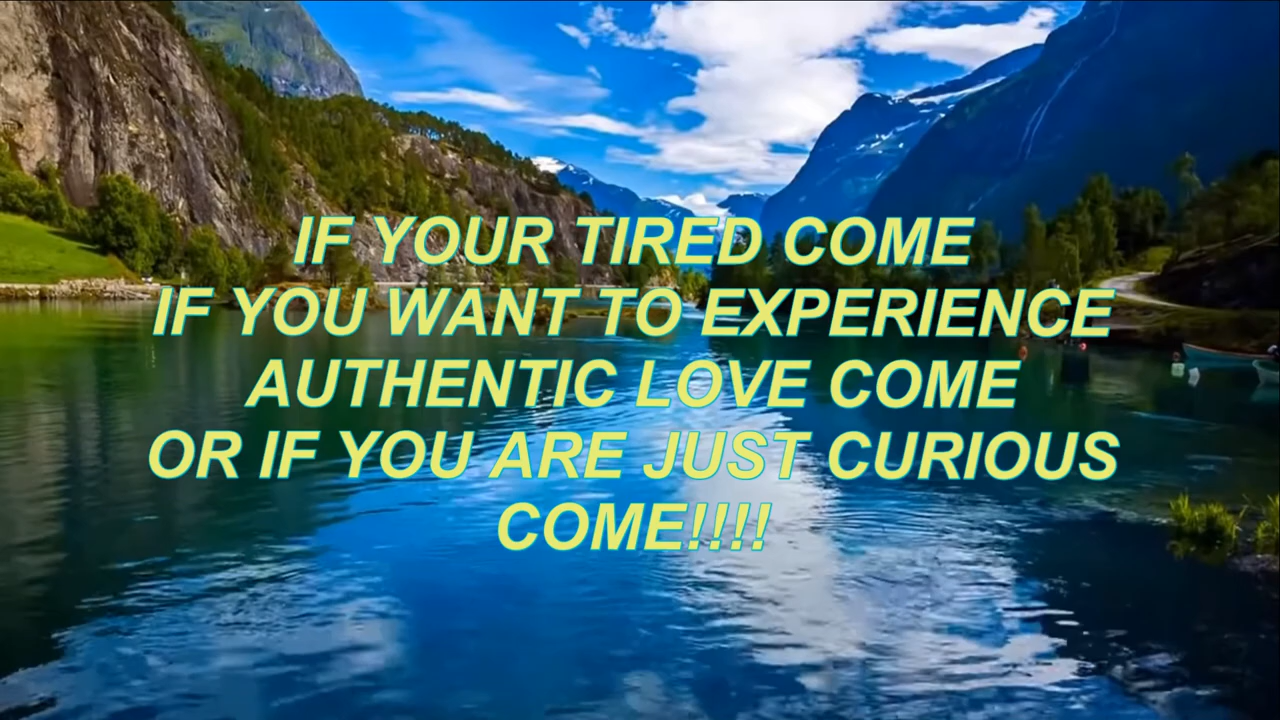 IF YOUR TIRED COME
IF YOU WANT TO EXPERIENCE
AUTHENTIC LOVE COME
OR IF YOU ARE JUST CURIOUS
COME!!!!